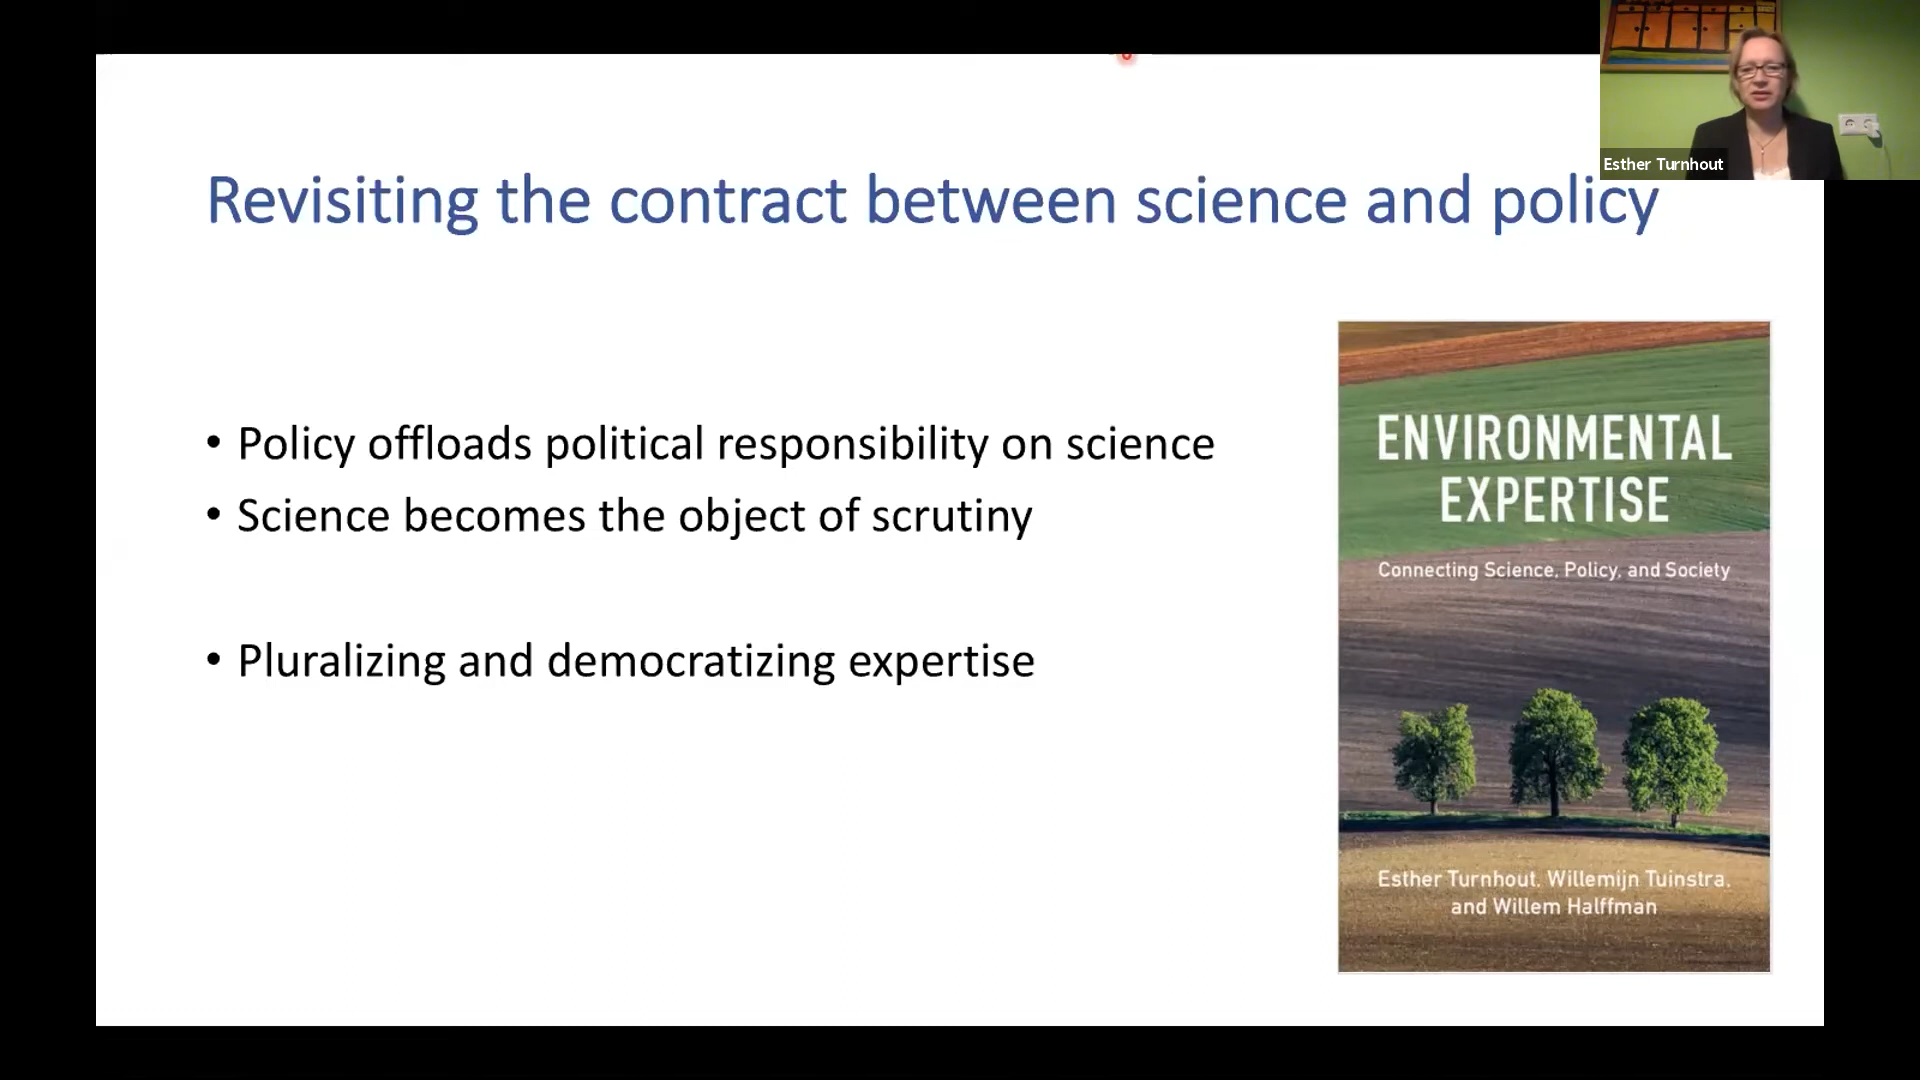 Esther Turnhout
Revisiting the contract between science and policy
• Policy offloads political responsibility on science
• Science becomes the object of scrutiny
• Pluralizing and democratizing expertise
ENVIRONMENTAL
EXPERTISE
Connecting Science, Policy, and Society
Esther Turnhout, Willemijn Tuinstra,
and Willem Halffman